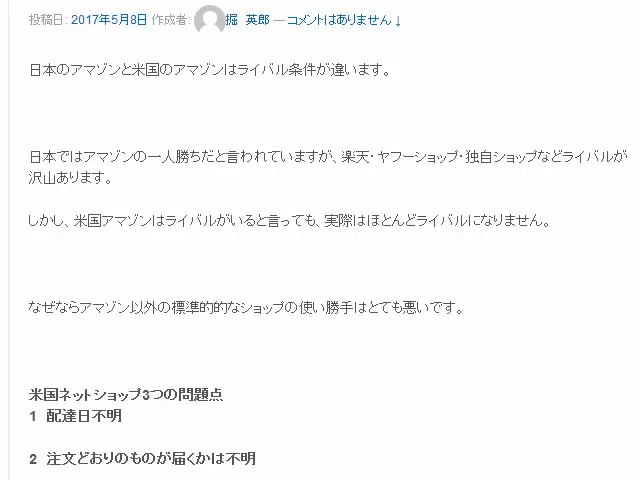 投稿日: 2017年5月8日 作成者: 堀 英郎 — コメントはありません ↓
日本のアマゾンと米国のアマゾンはライバル条件が違います。
日本ではアマゾンの一人勝ちだと言われていますが、楽天・ヤフーショップ・独自ショップなどライバルが
沢山あります。
しかし、米国アマゾンはライバルがいると言っても、実際はほとんどライバルになりません。
なぜならアマゾン以外の標準的的なショップの使い勝手はとても悪いです。
米国ネットショップ3つの問題点
1 配達日不明
2 注文どおりのものが届くかは不明